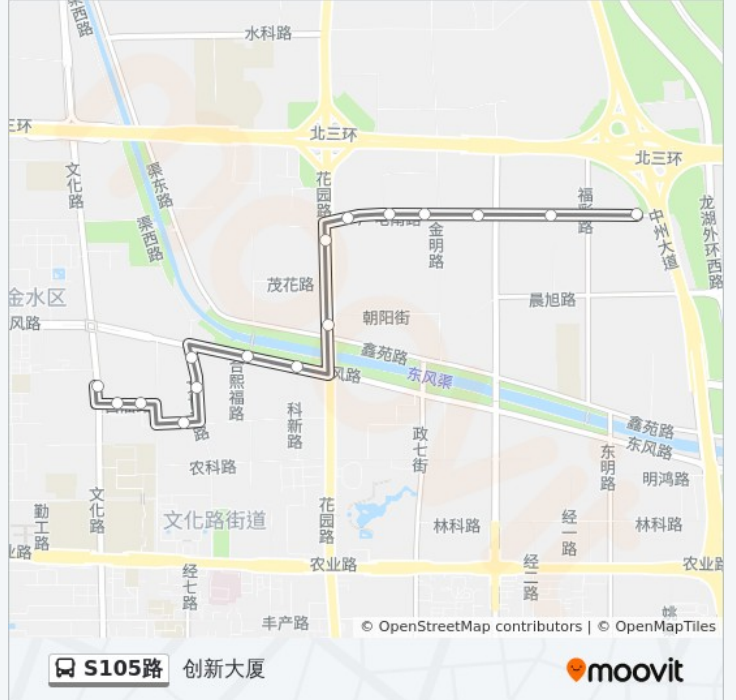 渠西路
水科路
三环
北三环
北三环
文化路
渠东路
花园路
福彩路
龙湖外环西路
渠西路
金明路
中州大道
金水区
茂花路
晨旭路
风路
朝阳街
鑫苑路
东风渠
风路
合熙福路
路
科新路
政七街
鑫苑路
东风路
东明路
明鸿路
农科路
勤工路
文化路
文化路街道
花园路
林科路
经一路
林科路
业路
农业路
农业路
经七路
经二路
丰产路
姚
© OpenStreetMap contributors | © OpenMapTiles
S105路 创新大厦
moovit